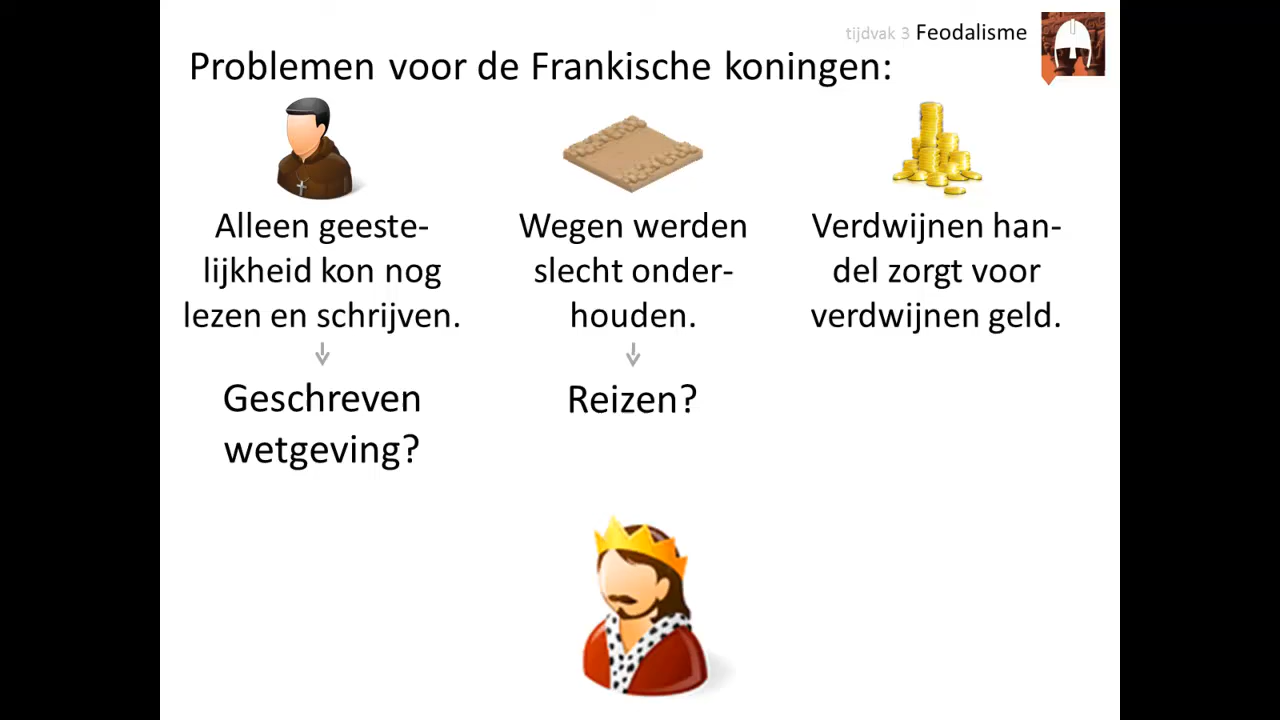 tijdvak 3 Feodalisme
Problemen voor de Frankische koningen:
Alleen geeste-
lijkheid kon nog
lezen en schrijven.
Geschreven
wetgeving?
Wegen werden
slecht onder-
houden.
Reizen?
Verdwijnen han-
del zorgt voor
verdwijnen geld.